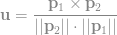 u = p₁ × p₂ / ||p₂|| · ||p₁||